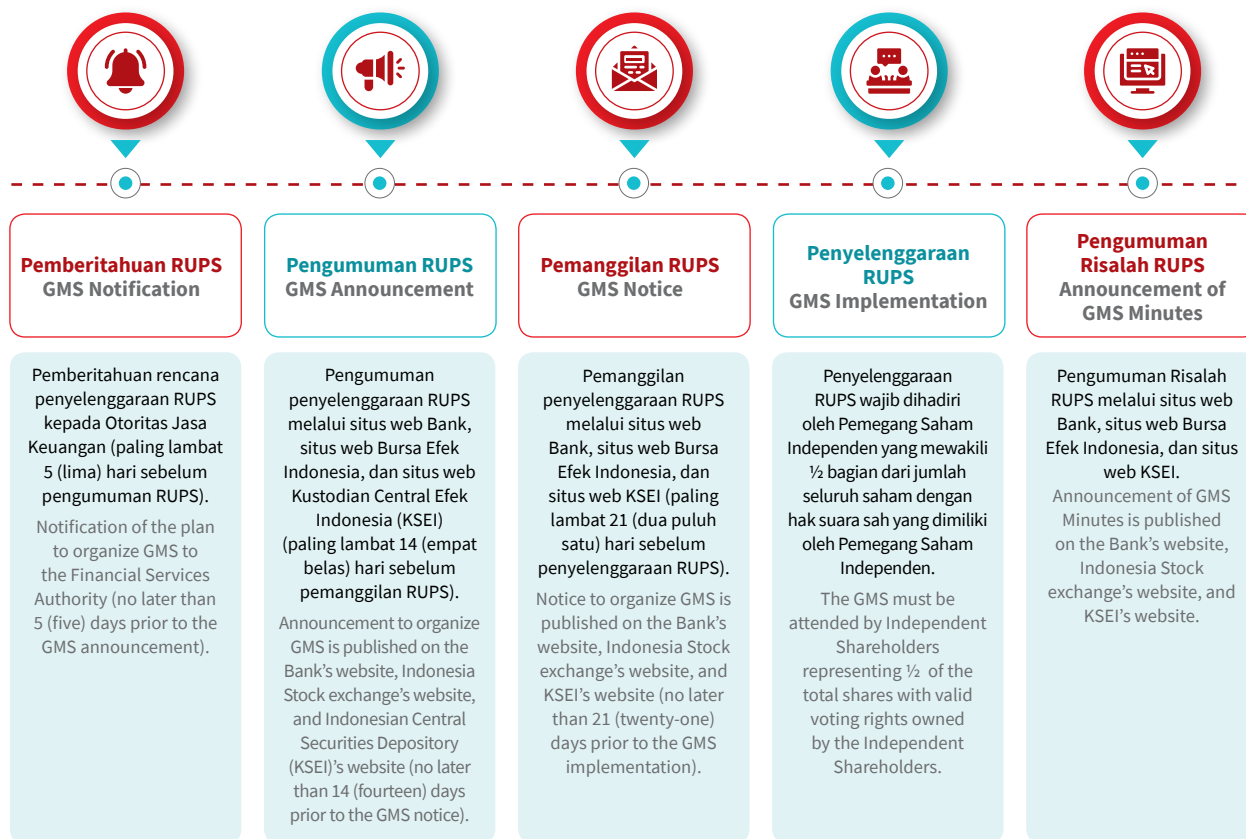 Pemberitahuan RUPS
GMS Notification
Pengumuman RUPS
GMS Announcement
Pemanggilan RUPS
GMS Notice
Penyelenggaraan
RUPS
GMS Implementation
Pengumuman
Risalah RUPS
Announcement of
GMS Minutes
Pemberitahuan rencana
penyelenggaraan RUPS
kepada Otoritas Jasa
Keuangan (paling lambat
5 (lima) hari sebelum
pengumuman RUPS).
Notification of the plan
to organize GMS to
the Financial Services
Authority (no later than
5 (five) days prior to the
GMS announcement).
Pengumuman
penyelenggaraan RUPS
melalui situs web Bank,
situs web Bursa Efek
Indonesia, dan situs web
Kustodian Central Efek
Indonesia (KSEI)
(paling lambat 14 (empat
belas) hari sebelum
pemanggilan RUPS).
Announcement to organize
GMS is published on the
Bank’s website, Indonesia
Stock exchange’s website,
and Indonesian Central
Securities Depository
(KSEI)’s website (no later
than 14 (fourteen) days
prior to the GMS notice).
Pemanggilan
penyelenggaraan RUPS
melalui situs web
Bank, situs web Bursa
Efek Indonesia, dan
situs web KSEI (paling
lambat 21 (dua puluh
satu) hari sebelum
penyelenggaraan RUPS).
Notice to organize GMS is
published on the Bank’s
website, Indonesia Stock
exchange’s website, and
KSEI’s website (no later
than 21 (twenty-one)
days prior to the GMS
implementation).
Penyelenggaraan
RUPS wajib dihadiri
oleh Pemegang Saham
Independen yang mewakili
½ bagian dari jumlah
seluruh saham dengan
hak suara sah yang dimiliki
oleh Pemegang Saham
Independen.
The GMS must be
attended by Independent
Shareholders
representing ½ of the
total shares with valid
voting rights owned
by the Independent
Shareholders.
Pengumuman Risalah
RUPS melalui situs web
Bank, situs web Bursa
Efek Indonesia, dan situs
web KSEI.
Announcement of GMS
Minutes is published
on the Bank’s website,
Indonesia Stock
exchange’s website, and
KSEI’s website.